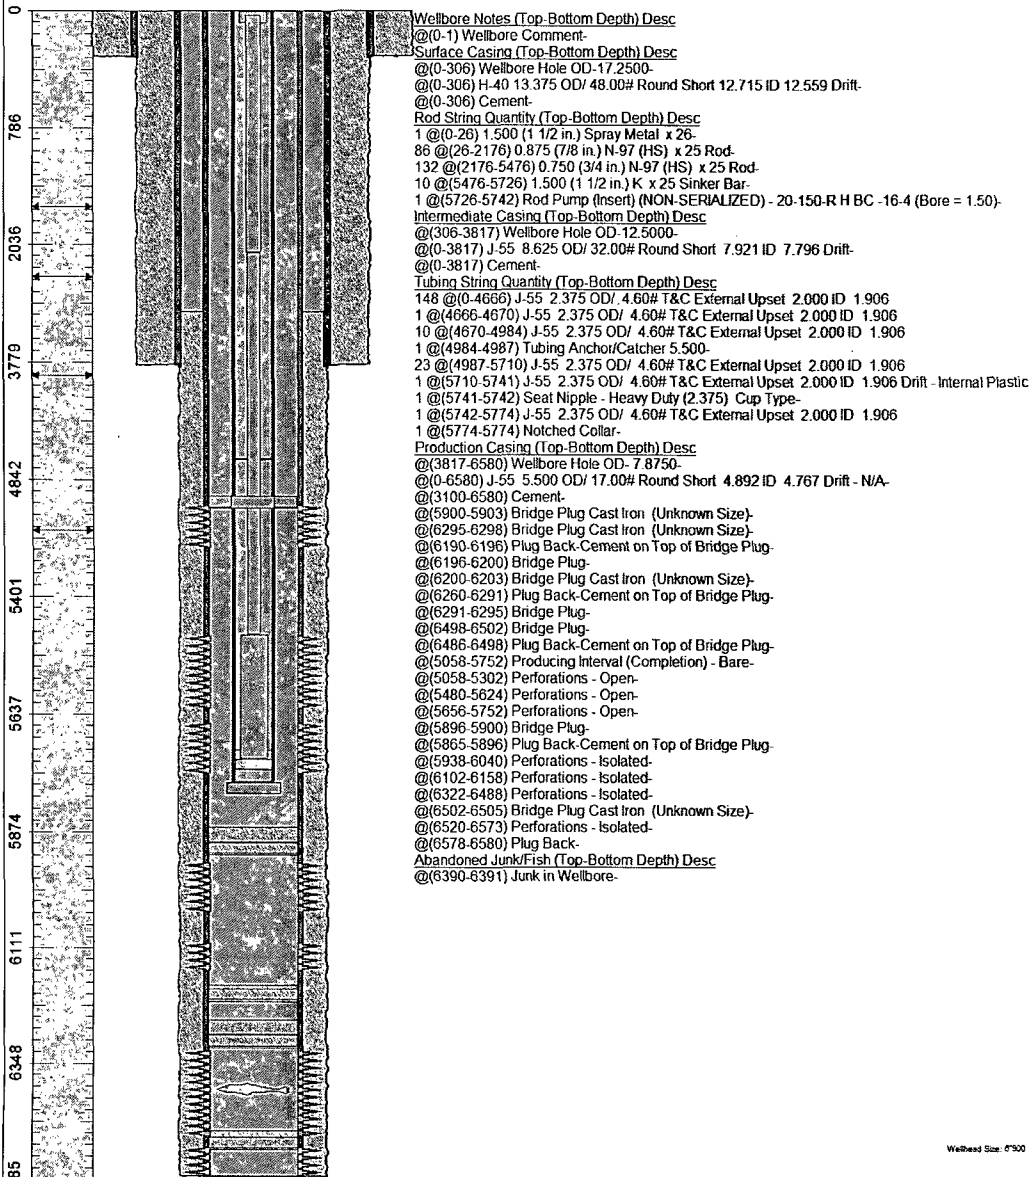 Wellbore Notes (Top-Bottom Depth) Desc
@(0-1) Wellbore Comment-
Surface Casing (Top-Bottom Depth) Desc
@(0-306) Wellbore Hole OD-17.2500-
@(0-306) H-40 13.375 OD/ 48.00# Round Short 12.715 ID 12.559 Drift-
@(0-306) Cement-
Rod String Quantity (Top-Bottom Depth) Desc
1 @(0-26) 1.500 (1 1/2 in.) Spray Metal x 26-
86 @(26-2176) 0.875 (7/8 in.) N-97 (HS) x 25 Rod-
132 @(2176-5476) 0.750 (3/4 in.) N-97 (HS) x 25 Rod-
10 @(5476-5726) 1.500 (1 1/2 in.) K x 25 Sinker Bar-
1 @(5726-5742) Rod Pump (Insert) (NON-SERIALIZED) - 20-150-R H BC -16-4 (Bore = 1.50)-
Intermediate Casing (Top-Bottom Depth) Desc
@(306-3817) Wellbore Hole OD-12.5000-
@(0-3817) J-55 8.625 OD/ 32.00# Round Short 7.921 ID 7.796 Drift-
@(0-3817) Cement-
Tubing String Quantity (Top-Bottom Depth) Desc
148 @(0-4666) J-55 2.375 OD/ 4.60# T&C External Upset 2.000 ID 1.906
1 @(4666-4670) J-55 2.375 OD/ 4.60# T&C External Upset 2.000 ID 1.906
10 @(4670-4984) J-55 2.375 OD/ 4.60# T&C External Upset 2.000 ID 1.906
1 @(4984-4987) Tubing Anchor/Catcher 5.500-
23 @(4987-5710) J-55 2.375 OD/ 4.60# T&C External Upset 2.000 ID 1.906
1 @(5710-5741) J-55 2.375 OD/ 4.60# T&C External Upset 2.000 ID 1.906 Drift - Internal Plastic
1 @(5741-5742) Seat Nipple - Heavy Duty (2.375) Cup Type-
1 @(5742-5774) J-55 2.375 OD/ 4.60# T&C External Upset 2.000 ID 1.906
1 @(5774-5774) Notched Collar-
Production Casing (Top-Bottom Depth) Desc
@(3817-6580) Wellbore Hole OD- 7.8750-
@(0-6580) J-55 5.500 OD/ 17.00# Round Short 4.892 ID 4.767 Drift - N/A-
@(3100-6580) Cement-
@(5900-5903) Bridge Plug Cast Iron (Unknown Size)-
@(6295-6298) Bridge Plug Cast Iron (Unknown Size)-
@(6190-6196) Plug Back-Cement on Top of Bridge Plug-
@(6196-6200) Bridge Plug-
@(6200-6203) Bridge Plug Cast Iron (Unknown Size)-
@(6260-6291) Plug Back-Cement on Top of Bridge Plug-
@(6291-6295) Bridge Plug-
@(6498-6502) Bridge Plug-
@(6486-6498) Plug Back-Cement on Top of Bridge Plug-
@(5058-5752) Producing Interval (Completion) - Bare-
@(5058-5302) Perforations - Open-
@(5480-5624) Perforations - Open-
@(5656-5752) Perforations - Open-
@(5896-5900) Bridge Plug-
@(5865-5896) Plug Back-Cement on Top of Bridge Plug-
@(5938-6040) Perforations - Isolated-
@(6102-6158) Perforations - Isolated-
@(6322-6488) Perforations - Isolated-
@(6502-6505) Bridge Plug Cast Iron (Unknown Size)-
@(6520-6573) Perforations - Isolated-
@(6578-6580) Plug Back-
Abandoned Junk/Fish (Top-Bottom Depth) Desc
@(6390-6391) Junk in Wellbore-
0
786
2036
3779
4842
5401
5637
5874
6111
6348
85
Wellhead Size: